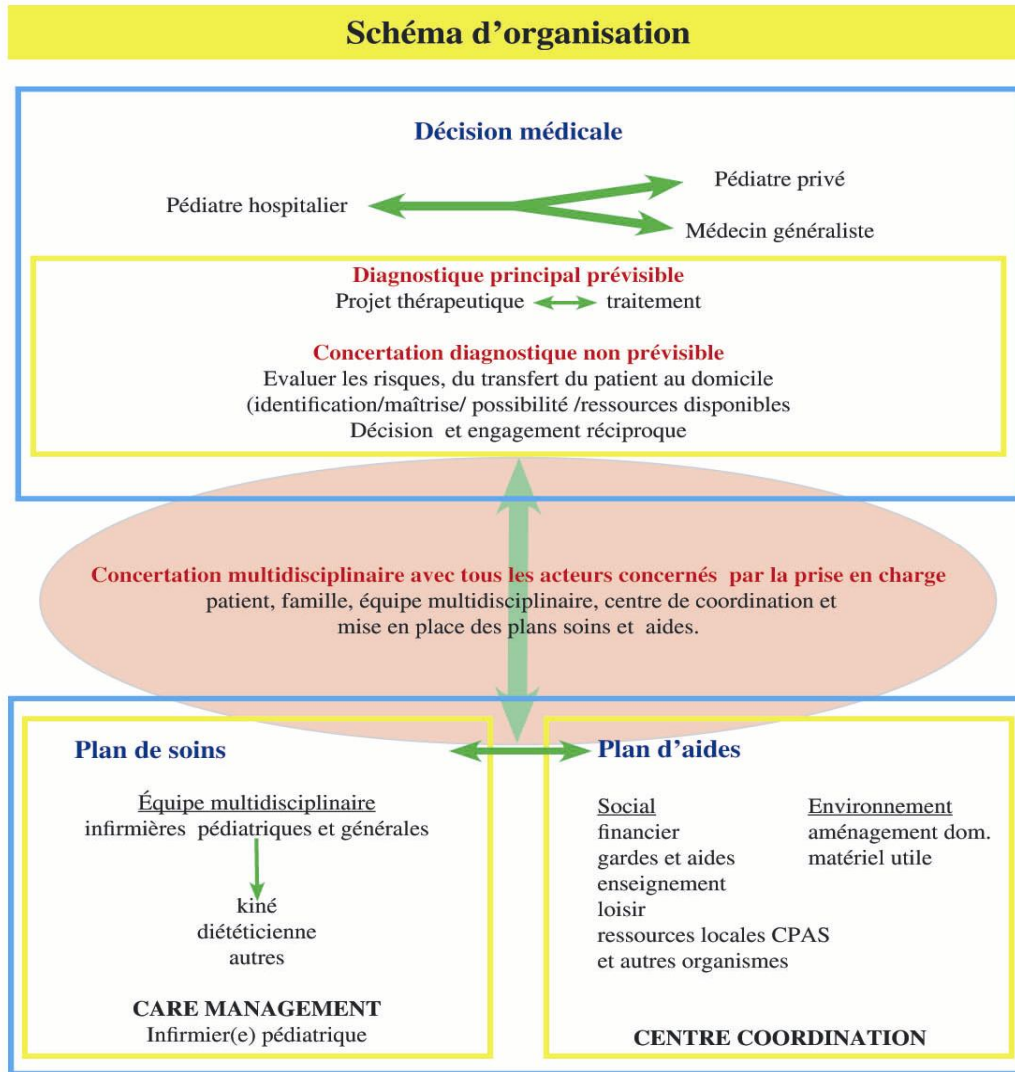 Schéma d’organisation
Décision médicale
Pédiatre hospitalier
Pédiatre privé
Médecin généraliste
Diagnostique principal prévisible
Projet thérapeutique traitement
Concertation diagnostique non prévisible
Evaluer les risques, du transfert du patient au domicile
(identification/maîtrise/ possibilité /ressources disponibles
Décision et engagement réciproque
Concertation multidisciplinaire avec tous les acteurs concernés par la prise en charge
patient, famille, équipe multidisciplinaire, centre de coordination et
mise en place des plans soins et aides.
Plan de soins
Équipe multidisciplinaire
infirmières pédiatriques et générales
kiné
diététicienne
autres
CARE MANAGEMENT
Infirmier(e) pédiatrique
Plan d’aides
Social
financier
gardes et aides
enseignement
loisir
ressources locales CPAS
et autres organismes
Environnement
aménagement dom.
matériel utile
CENTRE COORDINATION